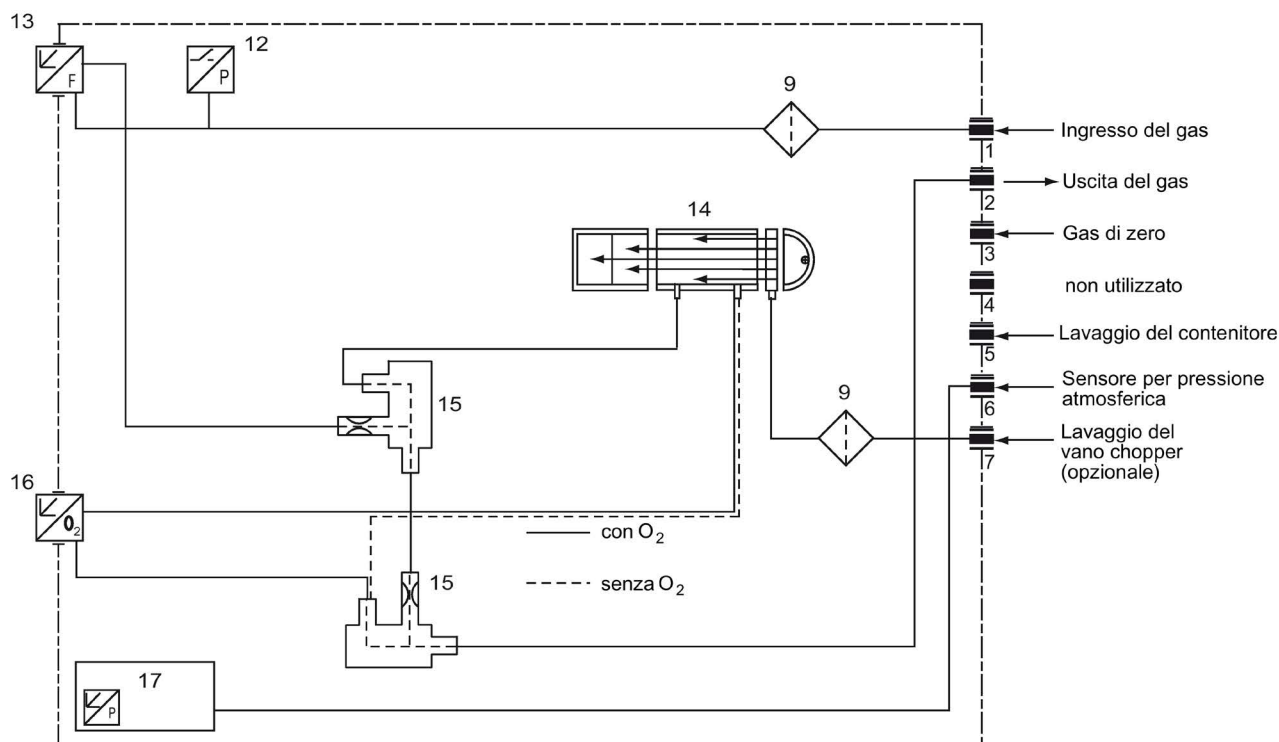 13
F
12
P
9
Ingresso del gas
1
Uscita del gas
2
14
Gas di zero
3
non utilizzato
4
Lavaggio del contenitore
5
15
9
Sensore per pressione
atmosferica
6
Lavaggio del
vano chopper
(opzionale)
7
16
O2
con O2
senza O2
15
17
P